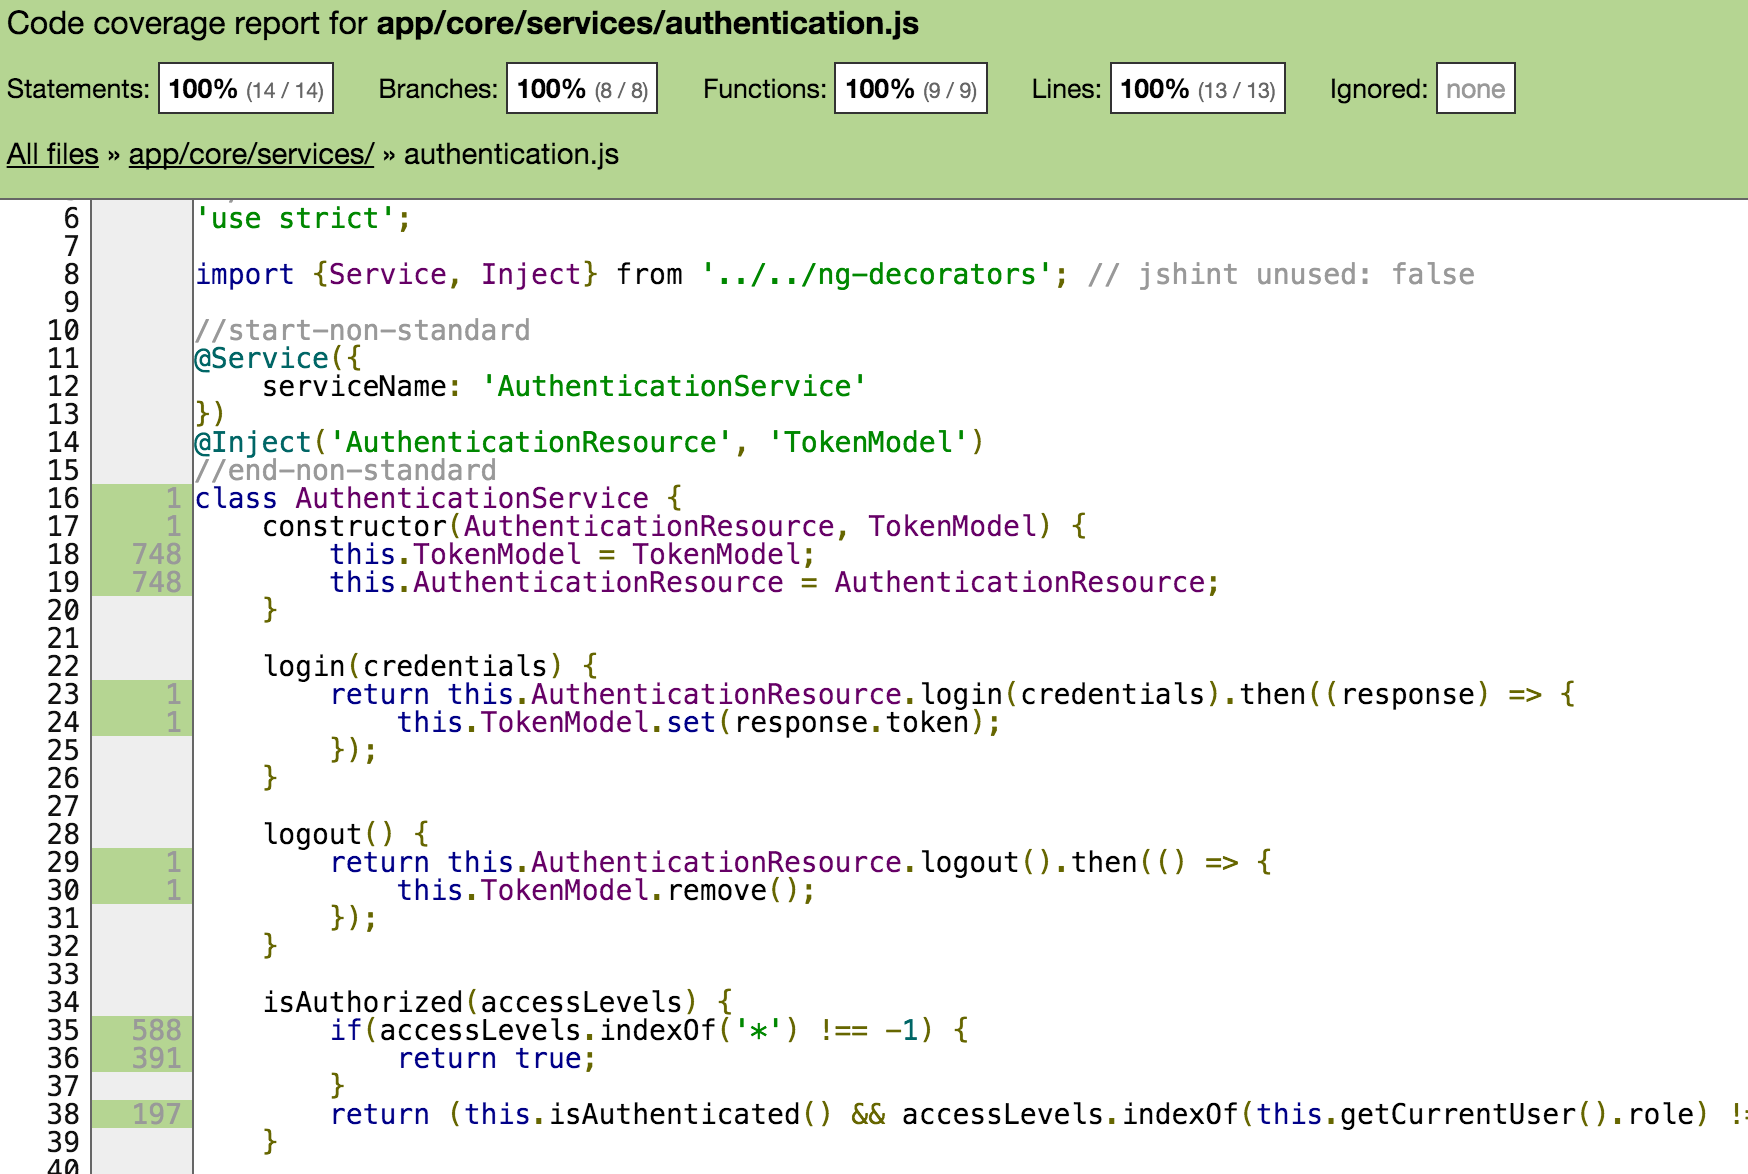 Code coverage report for app/core/services/authentication.js
Statements: 100% (14 / 14) Branches: 100% (8 / 8) Functions: 100% (9 / 9) Lines: 100% (13 / 13) Ignored: none
All files » app/core/services/ » authentication.js
6 'use strict';
7
8 import {Service, Inject} from '../../ng-decorators'; // jshint unused: false
9
10 //start-non-standard
11 @Service({
12     serviceName: 'AuthenticationService'
13 })
14 @Inject('AuthenticationResource', 'TokenModel')
15 //end-non-standard
16 1 class AuthenticationService {
17 1     constructor(AuthenticationResource, TokenModel) {
18 748         this.TokenModel = TokenModel;
19 748         this.AuthenticationResource = AuthenticationResource;
20     }
21
22     login(credentials) {
23 1         return this.AuthenticationResource.login(credentials).then((response) => {
24 1             this.TokenModel.set(response.token);
25         });
26     }
27
28     logout() {
29 1         return this.AuthenticationResource.logout().then(() => {
30 1             this.TokenModel.remove();
31         });
32     }
33
34     isAuthorized(accessLevels) {
35 588         if(accessLevels.indexOf('*') !== -1) {
36 391             return true;
37         }
38 197         return (this.isAuthenticated() && accessLevels.indexOf(this.getCurrentUser().role) !=
39     }
40